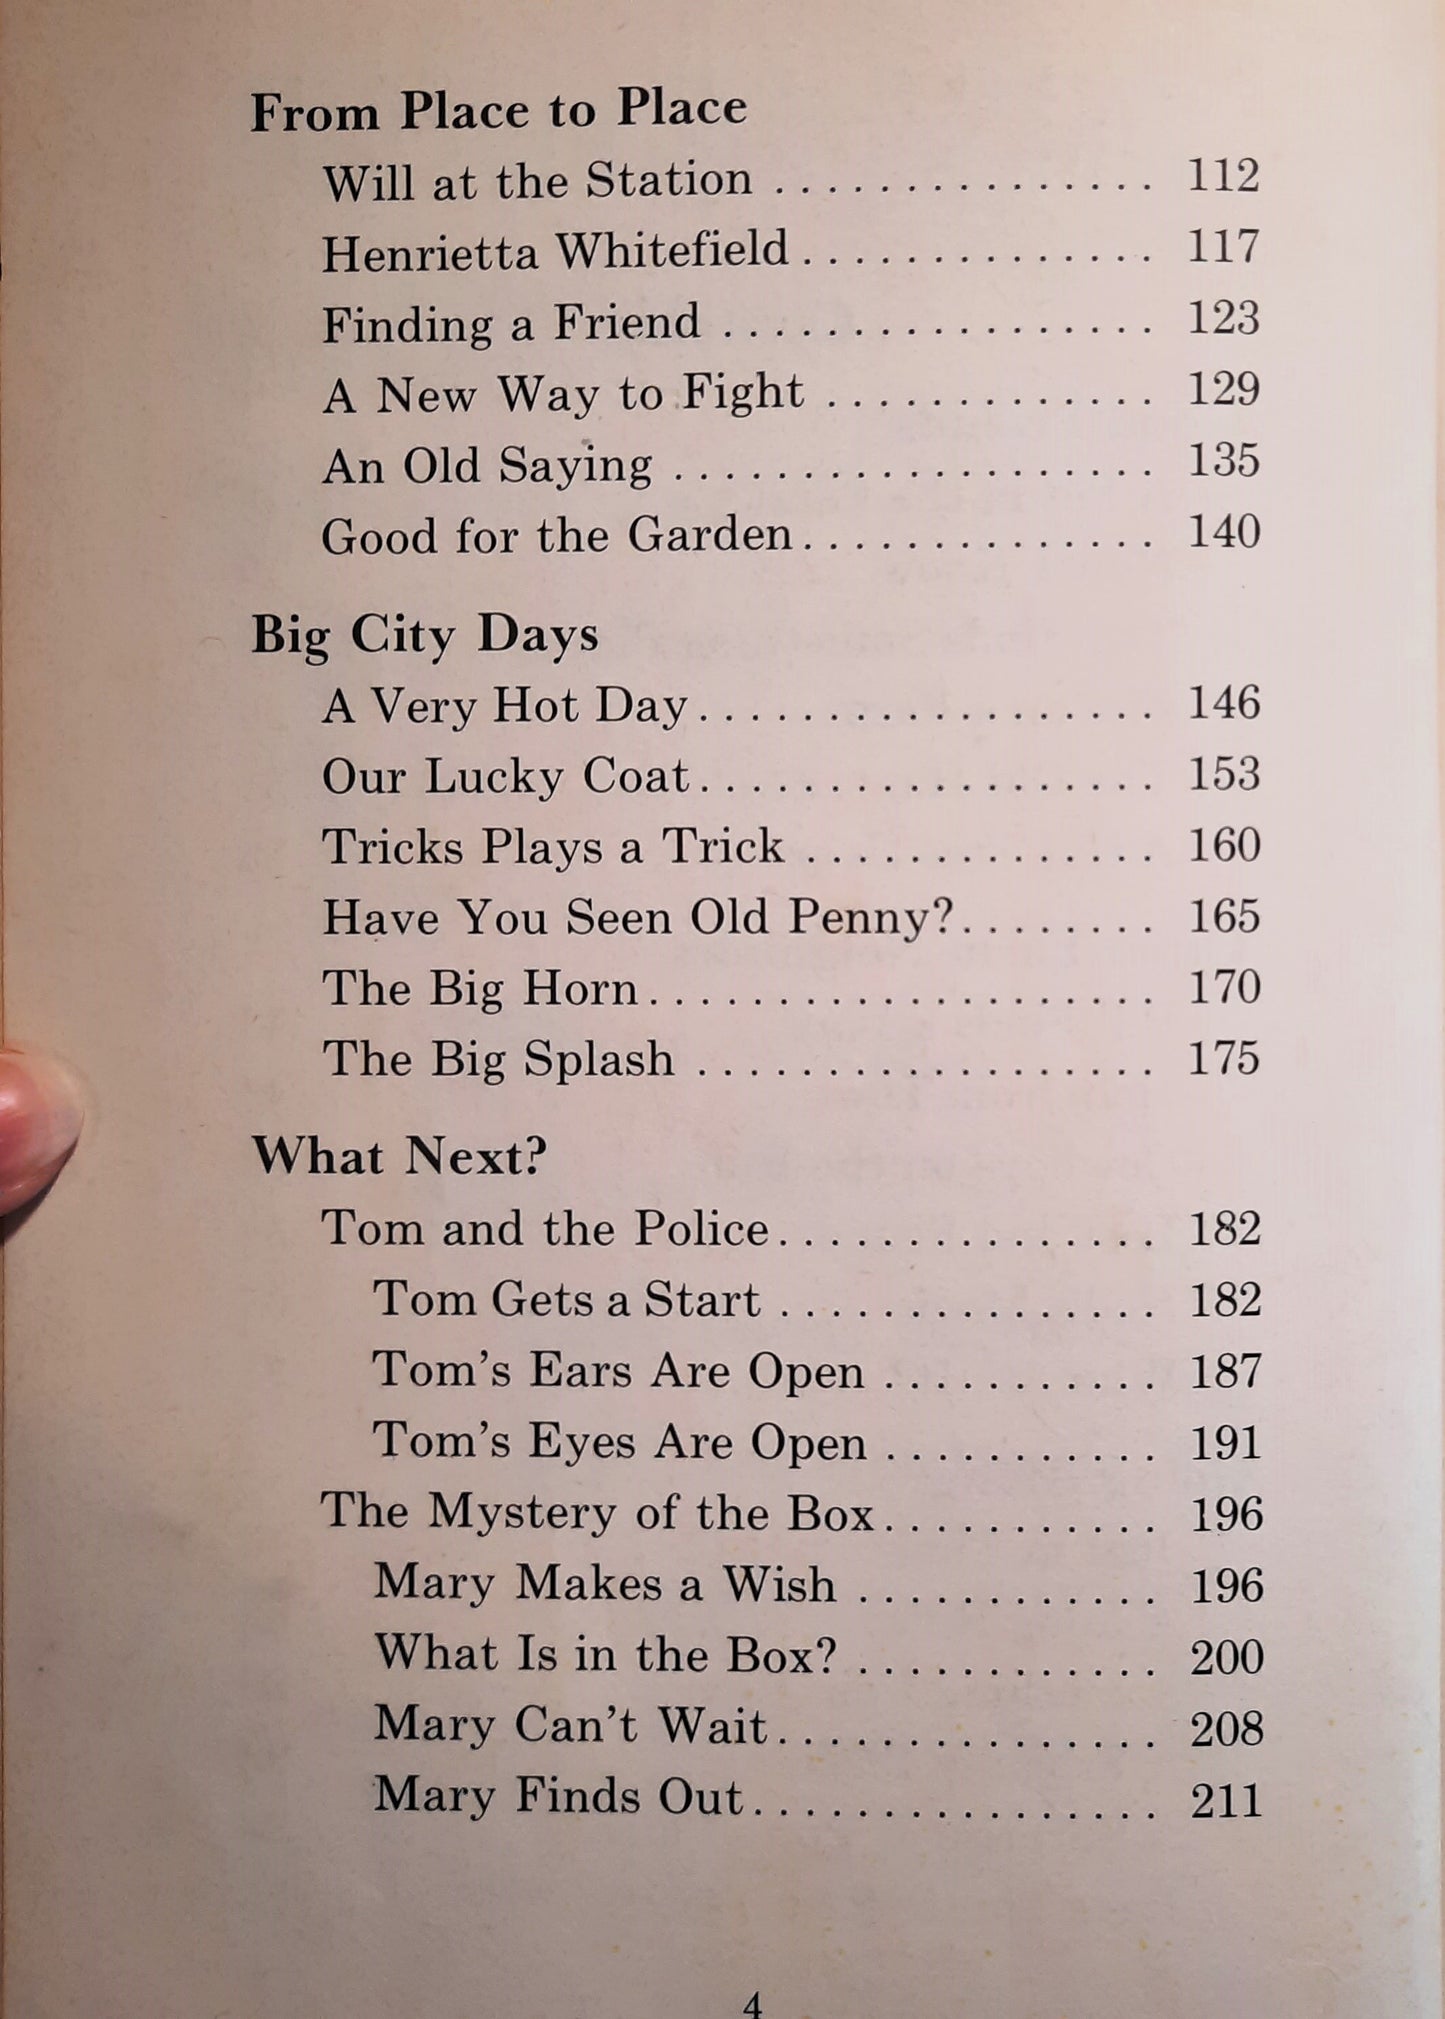 From Place to Place
Will at the Station . . . . . . . . . . . . . . . 112
Henrietta Whitefield . . . . . . . . . . . . . . 117
Finding a Friend . . . . . . . . . . . . . . . . . 123
A New Way to Fight . . . . . . . . . . . . . 129
An Old Saying . . . . . . . . . . . . . . . . . . . 135
Good for the Garden . . . . . . . . . . . . . . 140
Big City Days
A Very Hot Day . . . . . . . . . . . . . . . . . . 146
Our Lucky Coat . . . . . . . . . . . . . . . . . . 153
Tricks Plays a Trick . . . . . . . . . . . . . . 160
Have You Seen Old Penny? . . . . . . . . 165
The Big Horn . . . . . . . . . . . . . . . . . . . . 170
The Big Splash . . . . . . . . . . . . . . . . . . 175
What Next?
Tom and the Police . . . . . . . . . . . . . . . 182
Tom Gets a Start . . . . . . . . . . . . . . . 182
Tom's Ears Are Open . . . . . . . . . . . 187
Tom's Eyes Are Open . . . . . . . . . . . 191
The Mystery of the Box . . . . . . . . . . . 196
Mary Makes a Wish . . . . . . . . . . . . 196
What Is in the Box? . . . . . . . . . . . . 200
Mary Can't Wait . . . . . . . . . . . . . . . 208
Mary Finds Out . . . . . . . . . . . . . . . . 211
4